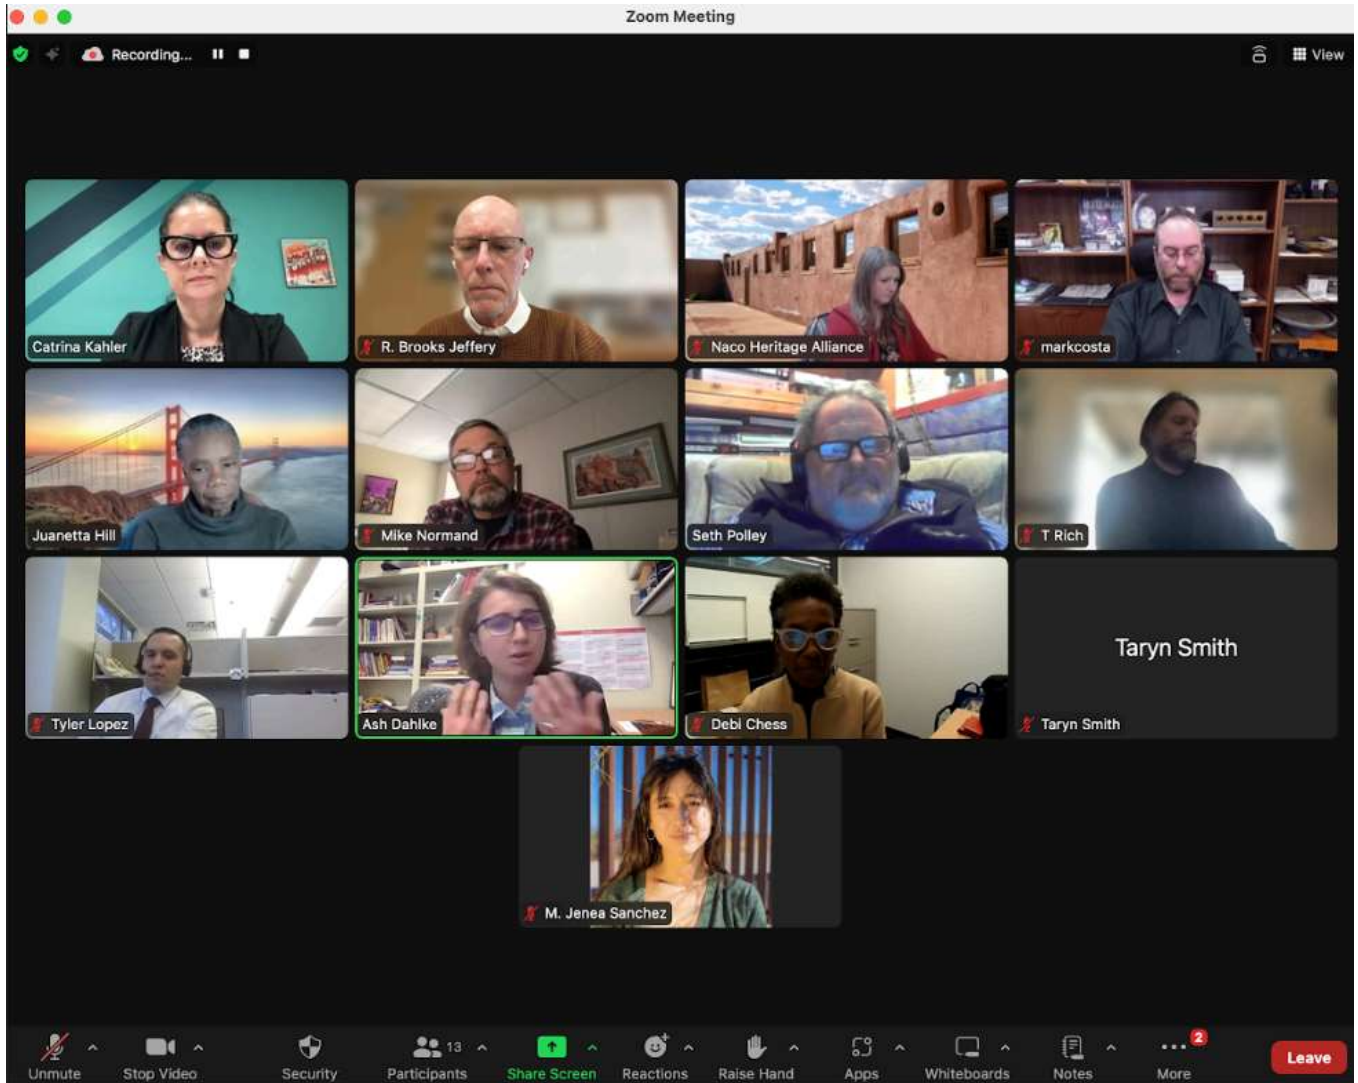 Zoom Meeting
Recording...
View
Catrina Kahler
R. Brooks Jeffery
Naco Heritage Alliance
markcosta
Juanetta Hill
Mike Normand
Seth Polley
T Rich
Tyler Lopez
Ash Dahlke
Debi Chess
Taryn Smith
Taryn Smith
M. Jenea Sanchez
13
2
Unmute
Stop Video
Security
Participants
Share Screen
Reactions
Raise Hand
Apps
Whiteboards
Notes
More
Leave